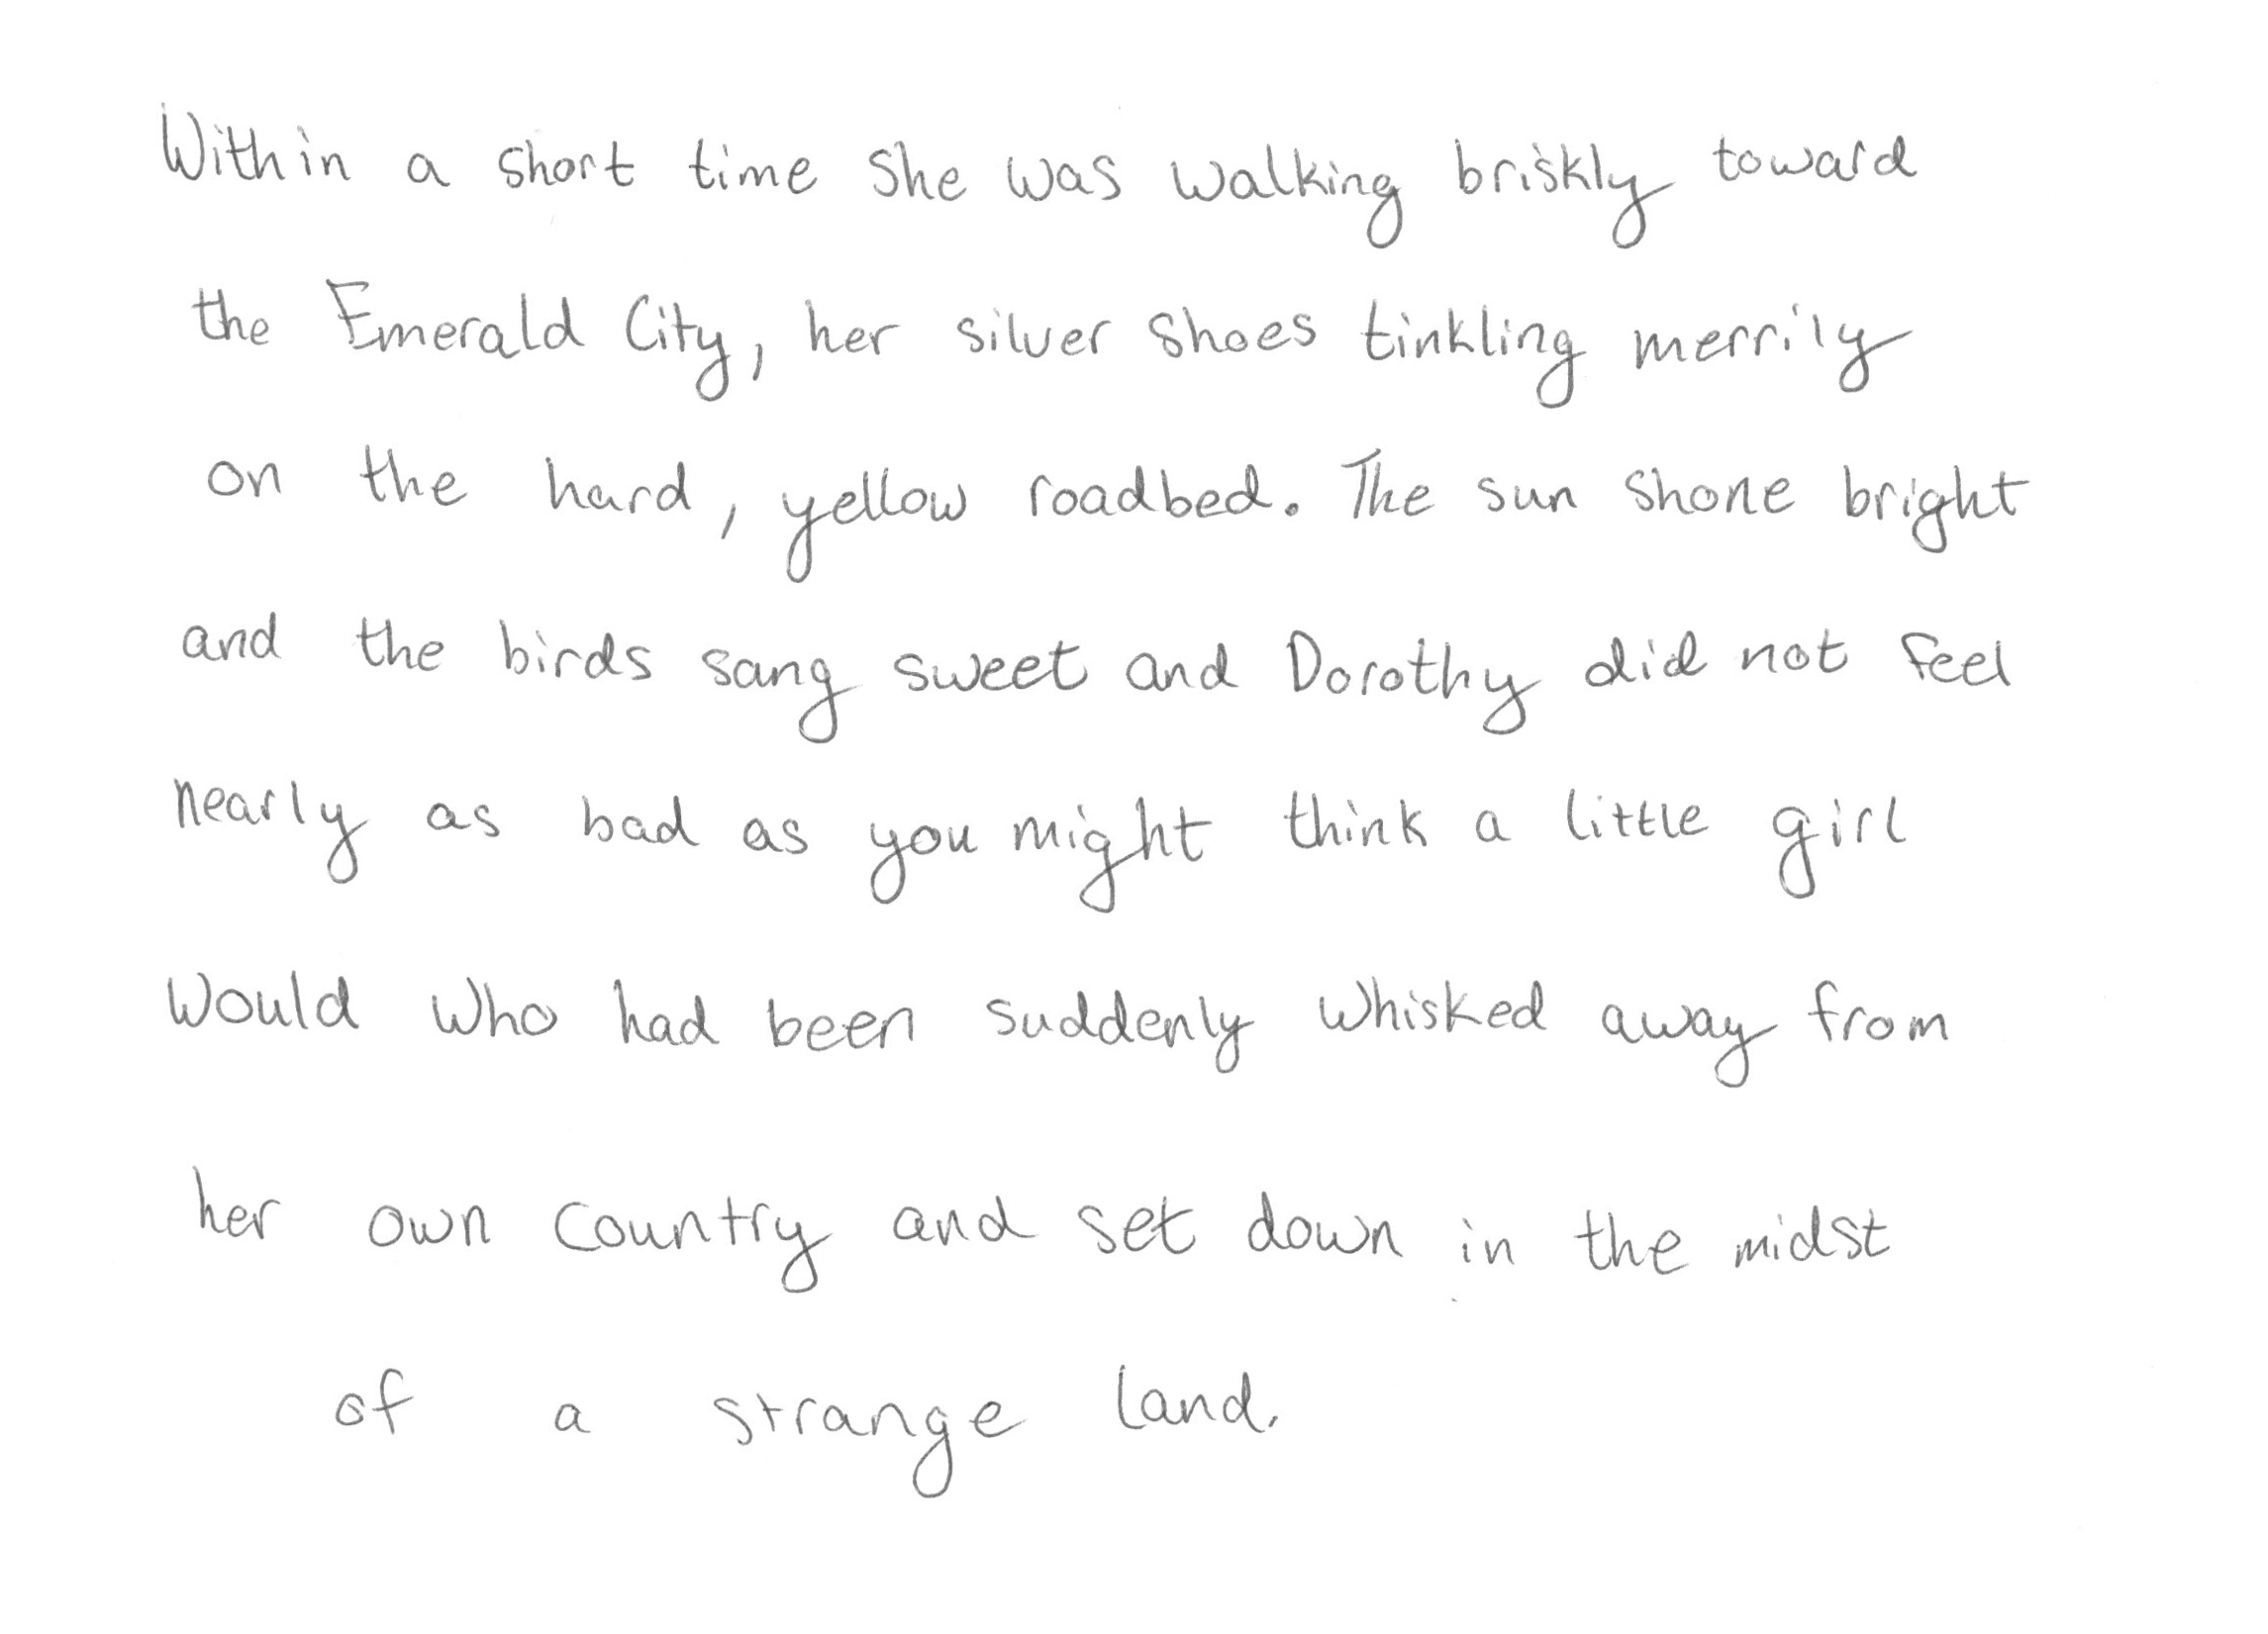 Within a short time she was walking briskly toward
the Emerald City, her silver shoes tinkling merrily
on the hard, yellow roadbed. The sun shone bright
and the birds sang sweet and Dorothy did not feel
nearly as bad as you might think a little girl
would who had been suddenly whisked away from
her own country and set down in the midst
of a strange land.